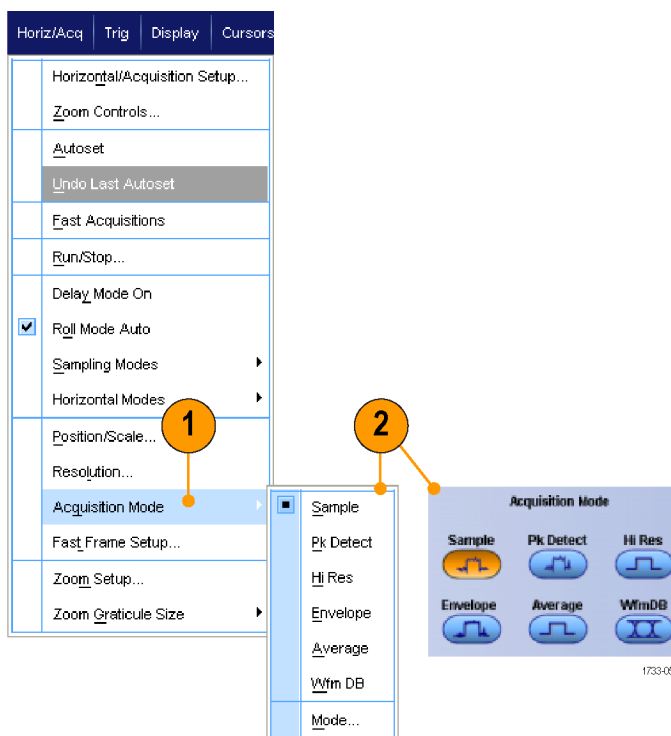 Horiz/Acq Trig Display Cursors
Horizontal/Acquisition Setup...
Zoom Controls...
Autoset
Undo Last Autoset
Fast Acquisitions
Run/Stop...
Delay Mode On
Roll Mode Auto
Sampling Modes
Horizontal Modes
1
Position/Scale...
Resolution...
Acquisition Mode
Fast Frame Setup...
Zoom Setup...
Zoom Graticule Size
2
Sample
Pk Detect
Hi Res
Envelope
Average
Wfm DB
Mode...
Acquisition Mode
Sample Pk Detect Hi Res
Envelope Average WfmDB